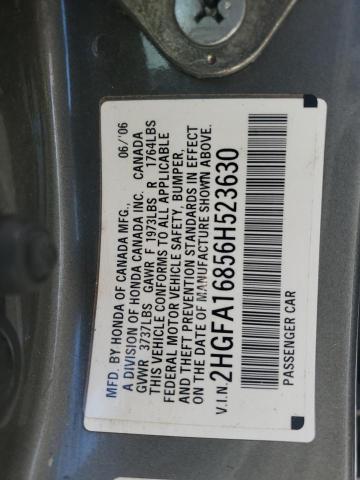 MFD. BY HONDA OF CANADA MFG., 06/'06
A DIVISION OF HONDA CANADA INC. CANADA
GVWR 3737LBS GAWR F 1973LBS R 1764LBS
THIS VEHICLE CONFORMS TO ALL APPLICABLE
FEDERAL MOTOR VEHICLE SAFETY, BUMPER,
AND THEFT PREVENTION STANDARDS IN EFFECT
ON THE DATE OF MANUFACTURE SHOWN ABOVE.
V.I.N. 2HGFA16856H523630
PASSENGER CAR